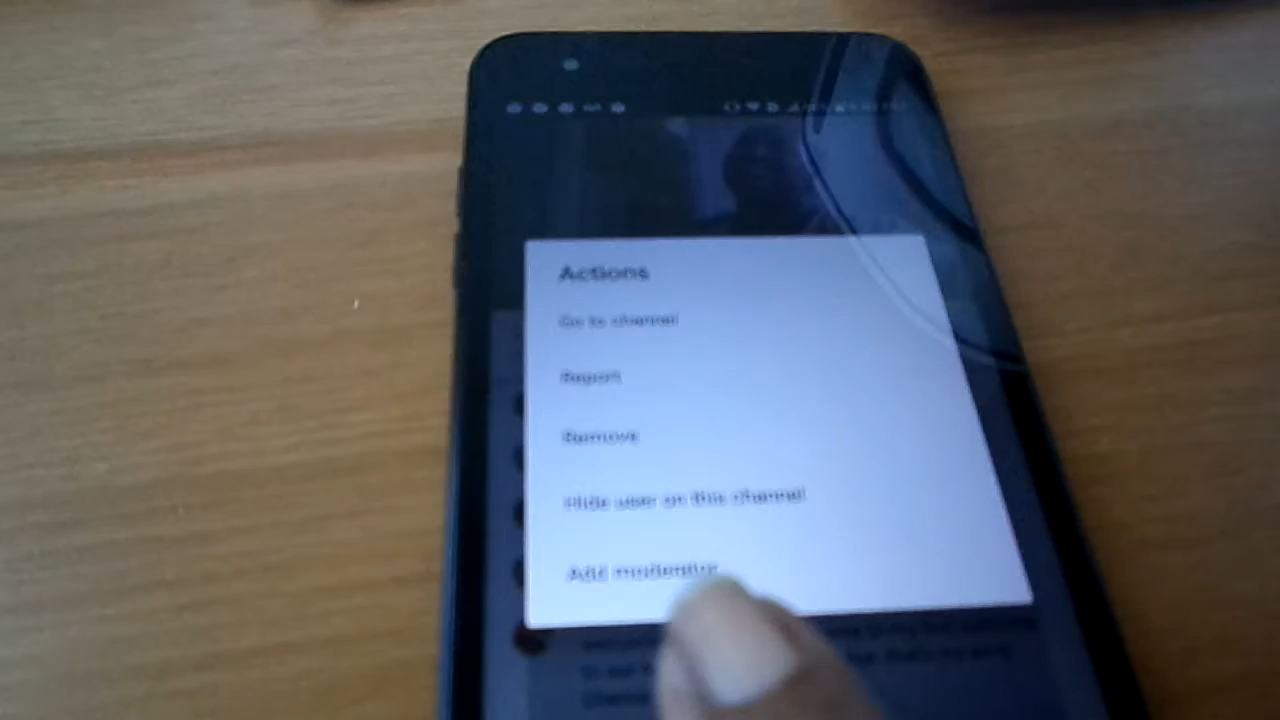 Actions
Go to channel
Report
Remove
Hide user on this channel
Add moderator